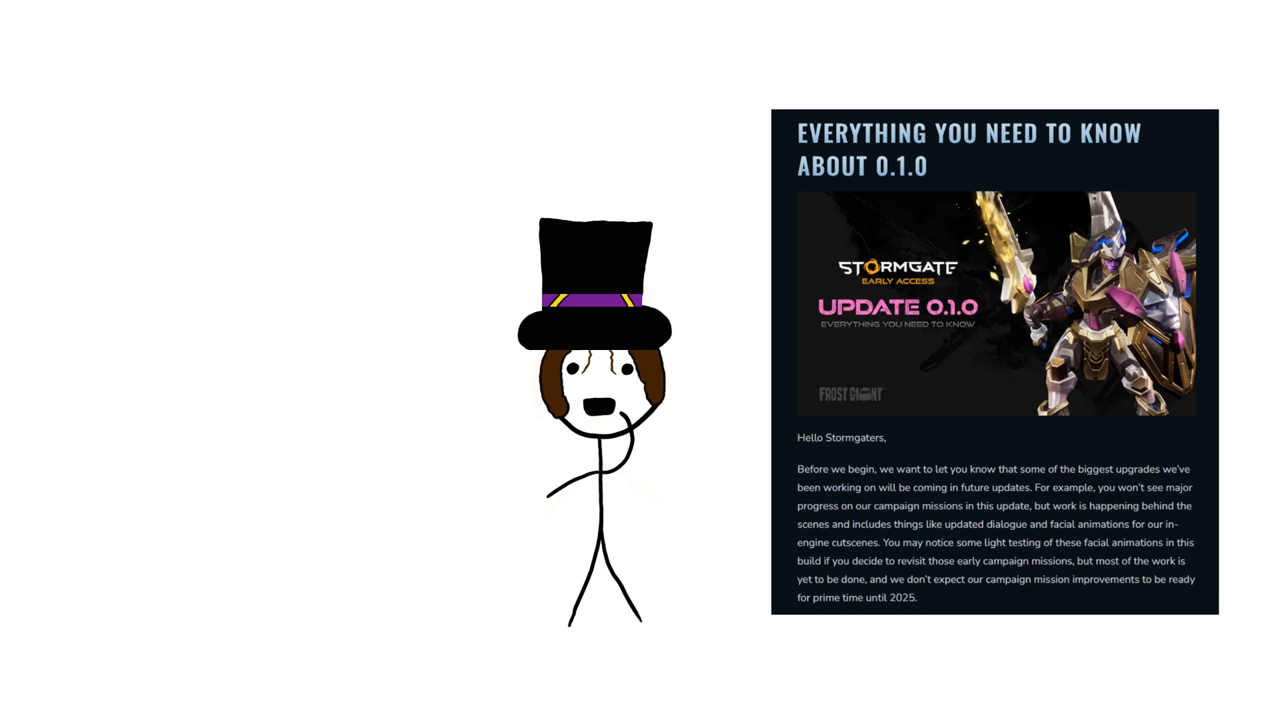 EVERYTHING YOU NEED TO KNOW
ABOUT 0.1.0
STORMGATE
EARLY ACCESS
UPDATE 0.1.0
EVERYTHING YOU NEED TO KNOW
FROST GIANT
Hello Stormgaters,
Before we begin, we want to let you know that some of the biggest upgrades we've
been working on will be coming in future updates. For example, you won't see major
progress on our campaign missions in this update, but work is happening behind the
scenes and includes things like updated dialogue and facial animations for our in-
engine cutscenes. You may notice some light testing of these facial animations in this
build if you decide to revisit those early campaign missions, but most of the work is
yet to be done, and we don't expect our campaign mission improvements to be ready
for prime time until 2025.